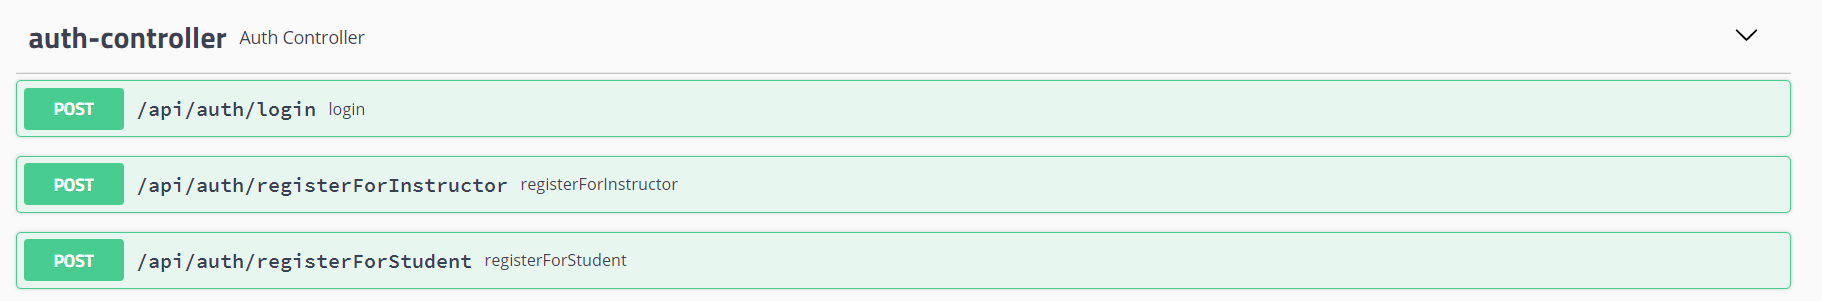 auth-controller Auth Controller
POST /api/auth/login login
POST /api/auth/registerForInstructor registerForInstructor
POST /api/auth/registerForStudent registerForStudent